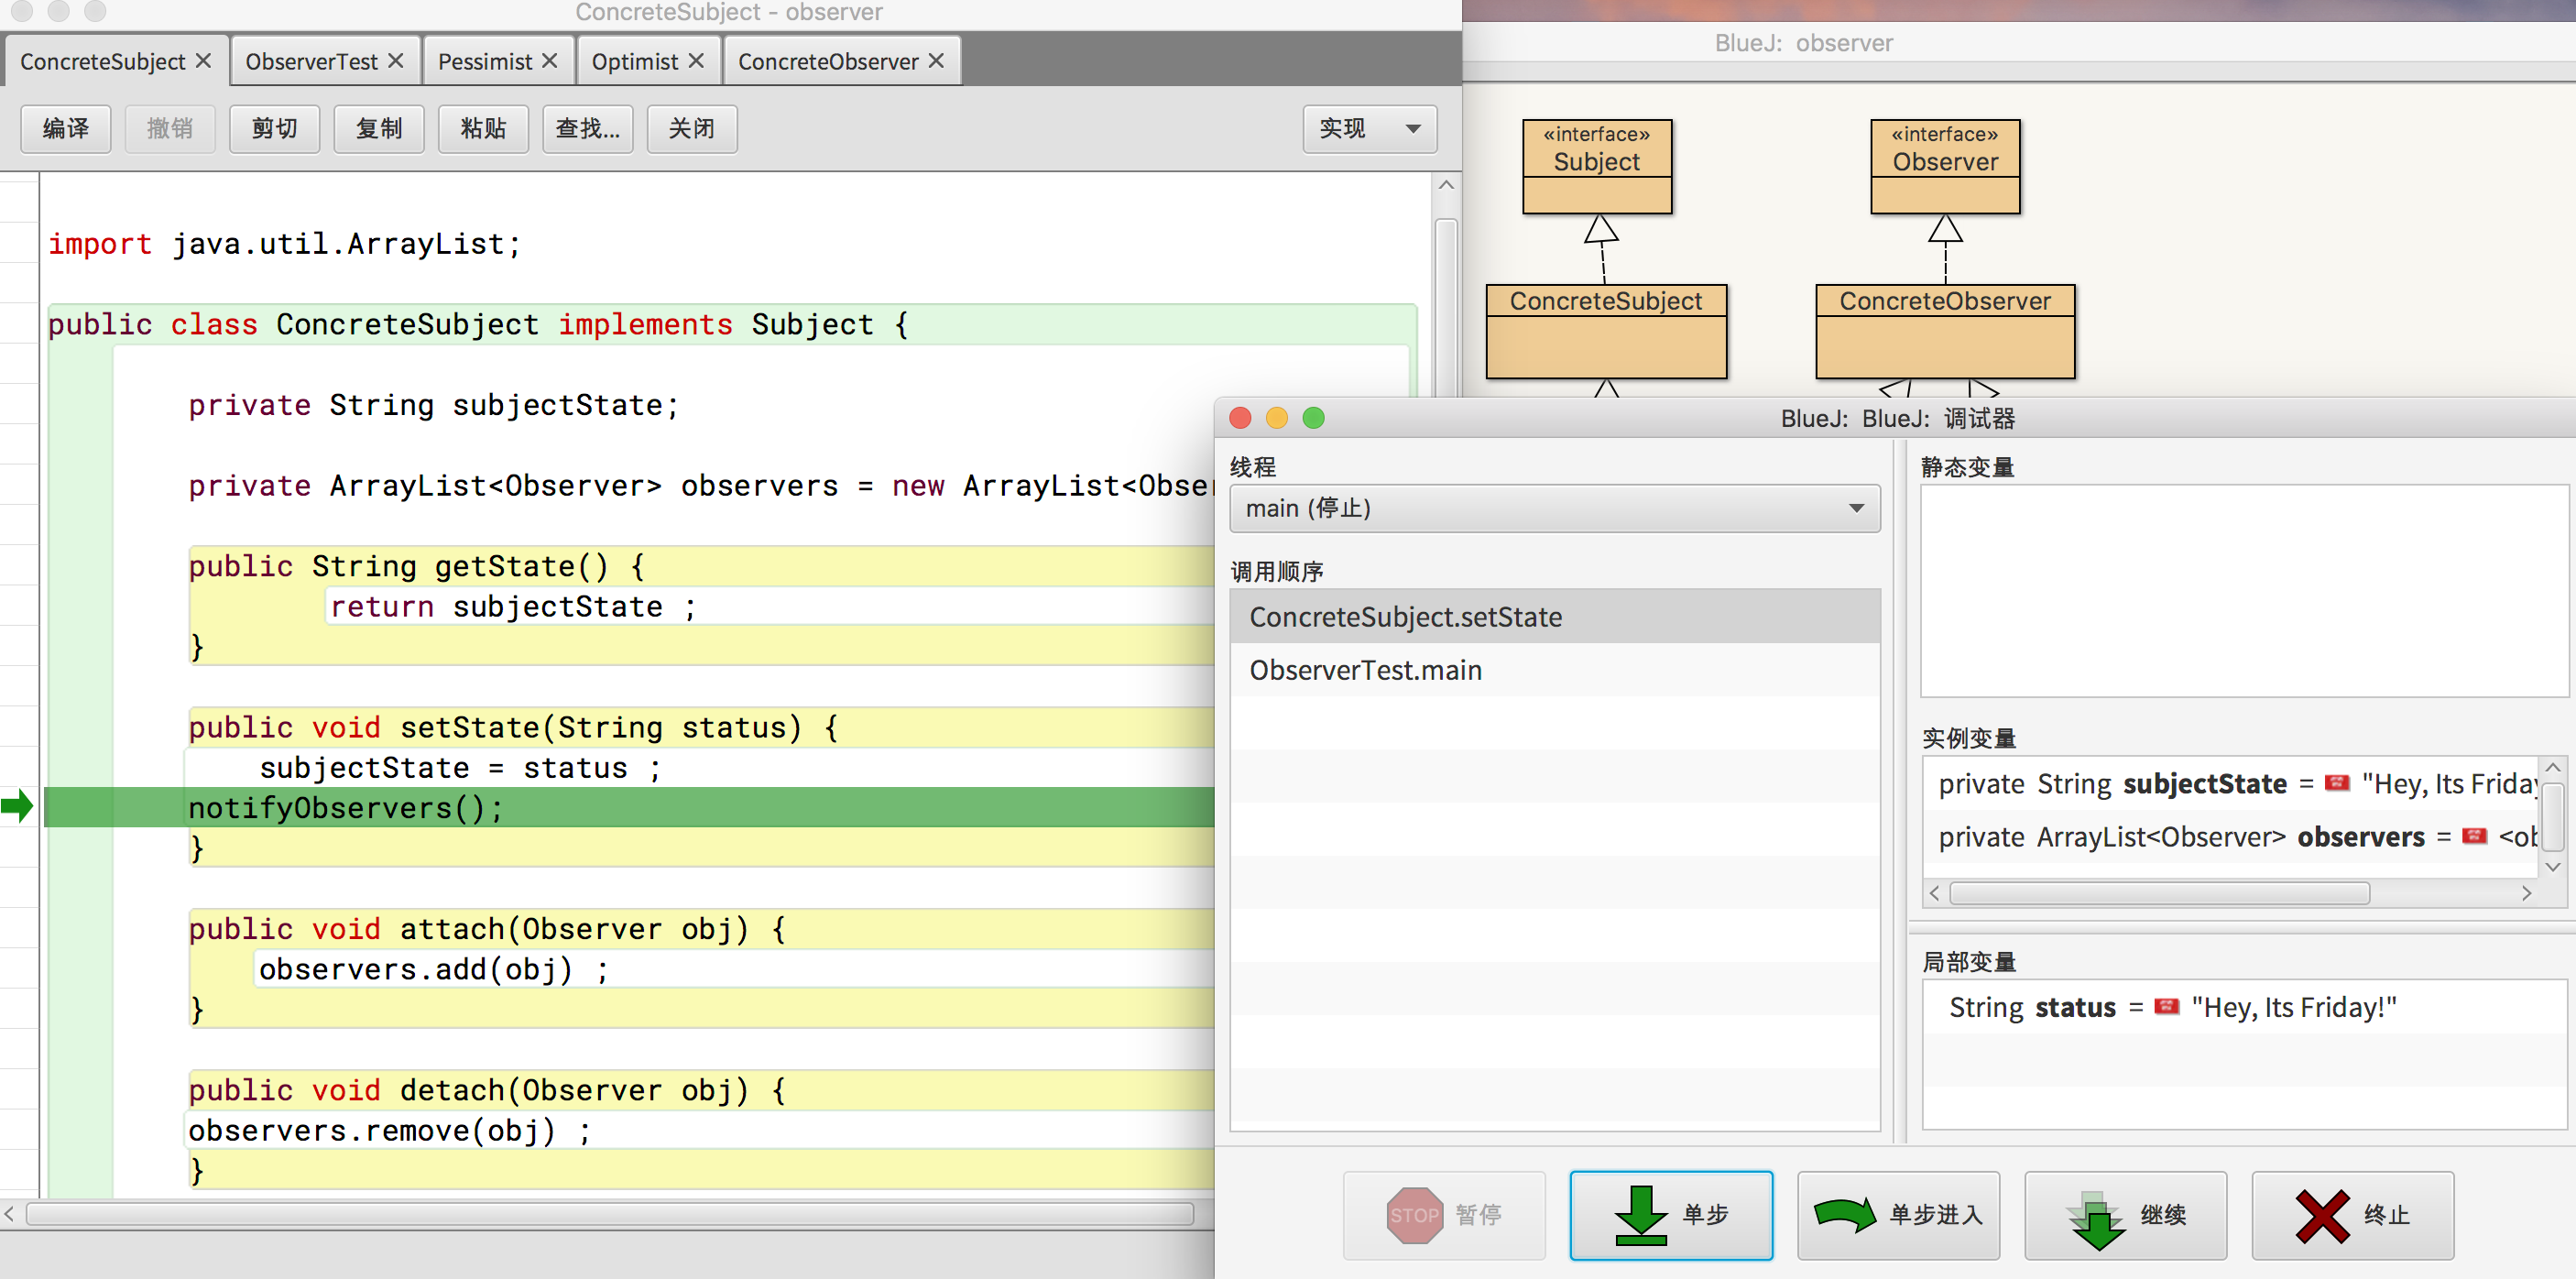 ConcreteSubject - observer
ConcreteSubject
ObserverTest
Pessimist
Optimist
ConcreteObserver
编译
撤销
剪切
复制
粘贴
查找...
关闭
实现
import java.util.ArrayList;
public class ConcreteSubject implements Subject {
private String subjectState;
private ArrayList<Observer> observers = new ArrayList<Obser
public String getState() {
return subjectState ;
}
public void setState(String status) {
subjectState = status ;
notifyObservers();
}
public void attach(Observer obj) {
observers.add(obj) ;
}
public void detach(Observer obj) {
observers.remove(obj) ;
}
BlueJ: observer
«interface»
Subject
«interface»
Observer
ConcreteSubject
ConcreteObserver
BlueJ: BlueJ: 调试器
线程
main (停止)
调用顺序
ConcreteSubject.setState
ObserverTest.main
静态变量
实例变量
private String subjectState = "Hey, Its Friday
private ArrayList<Observer> observers = <ob
局部变量
String status = "Hey, Its Friday!"
STOP 暂停
单步
单步进入
继续
终止